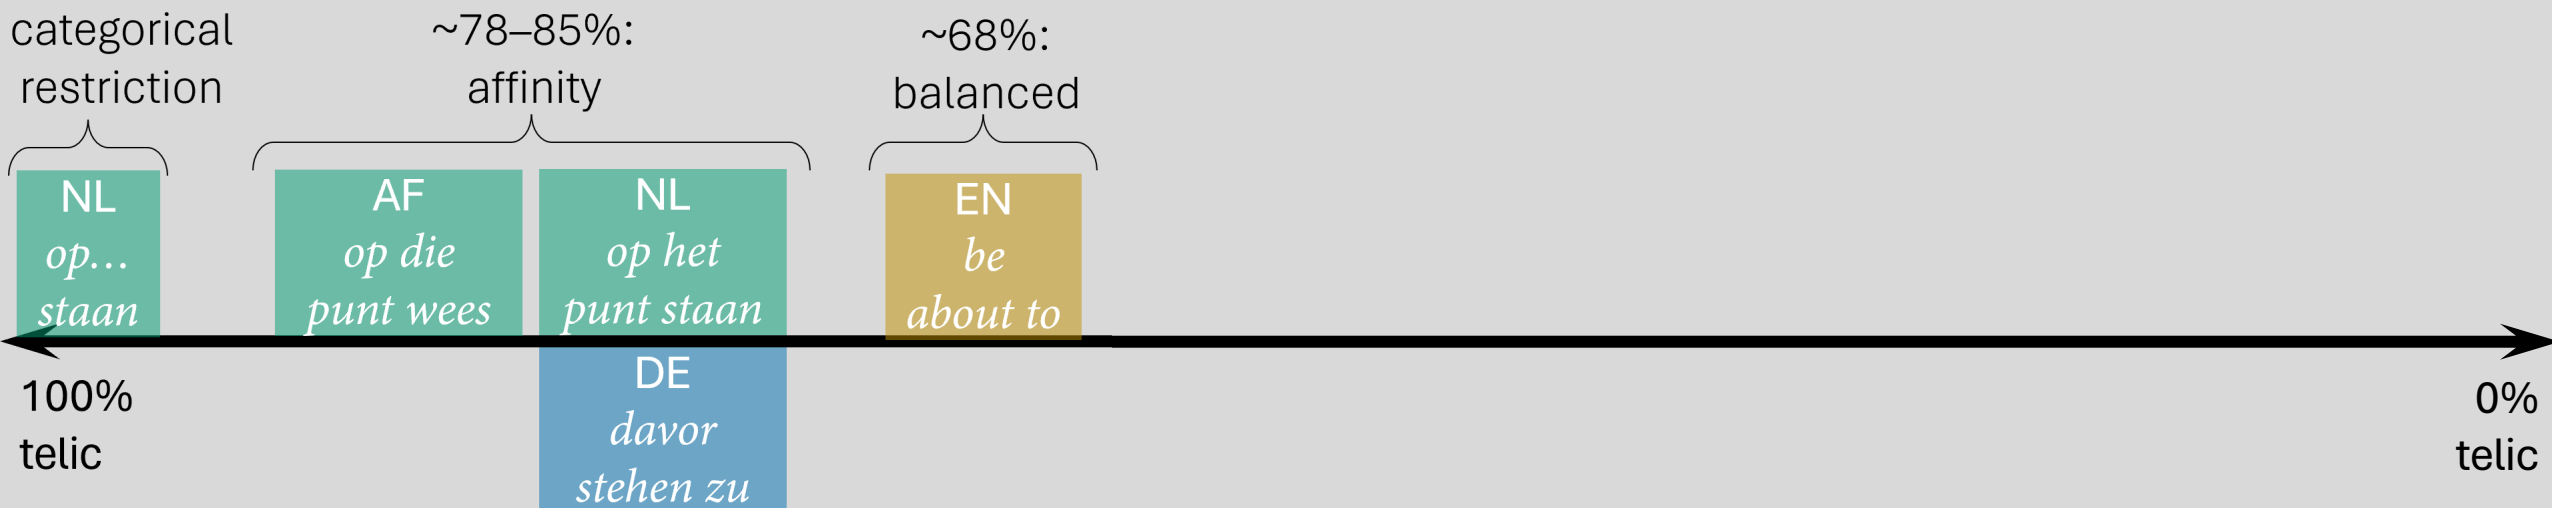 categorical
restriction
~78–85%:
affinity
~68%:
balanced
NL
op…
staan
AF
op die
punt wees
NL
op het
punt staan
EN
be
about to
DE
davor
stehen zu
100%
telic
0%
telic